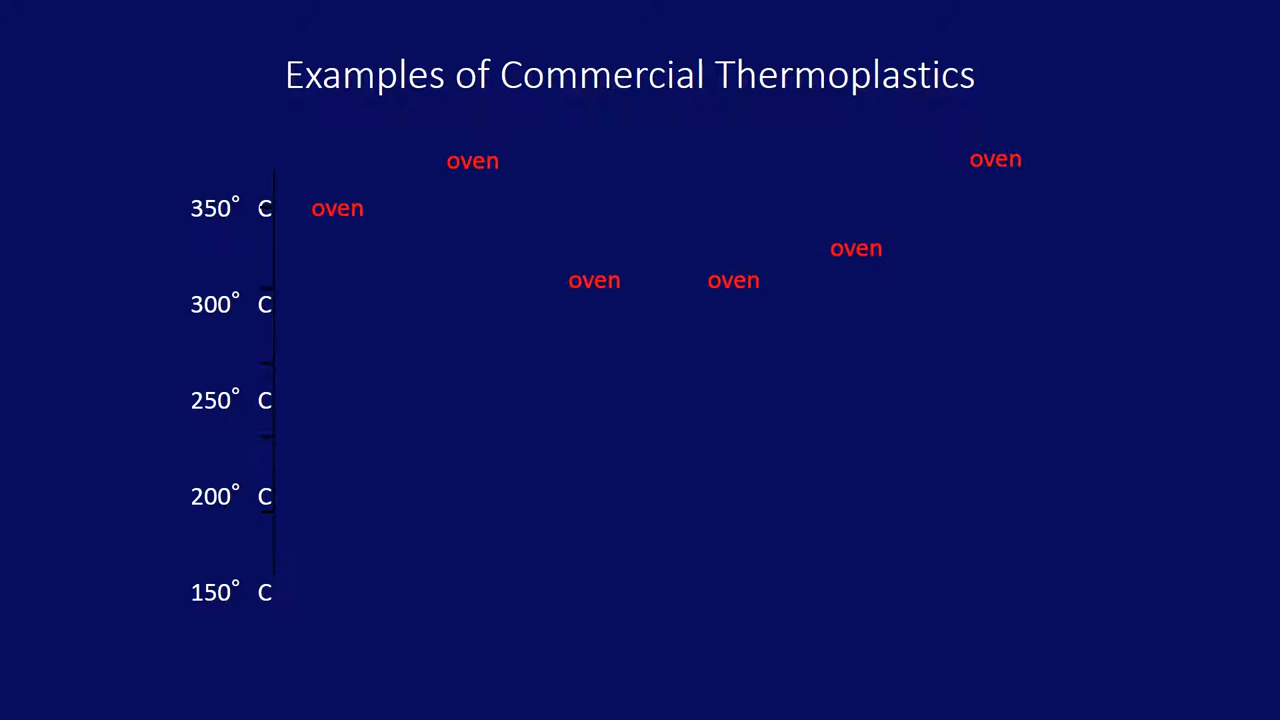 Examples of Commercial Thermoplastics
oven
oven
350° C
oven
oven
oven
oven
300° C
250° C
200° C
150° C